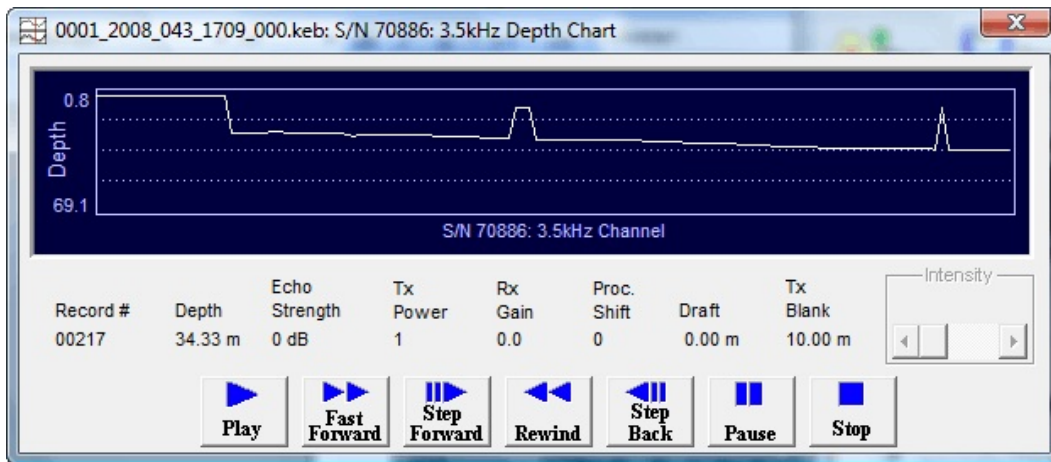 0001_2008_043_1709_000.keb: S/N 70886: 3.5kHz Depth Chart
0.8
Depth
69.1
S/N 70886: 3.5kHz Channel
Record #
Depth
Echo Strength
Tx Power
Rx Gain
Proc. Shift
Draft
Tx Blank
Intensity
00217
34.33 m
0 dB
1
0.0
0
0.00 m
10.00 m
Play
Fast Forward
Step Forward
Rewind
Step Back
Pause
Stop